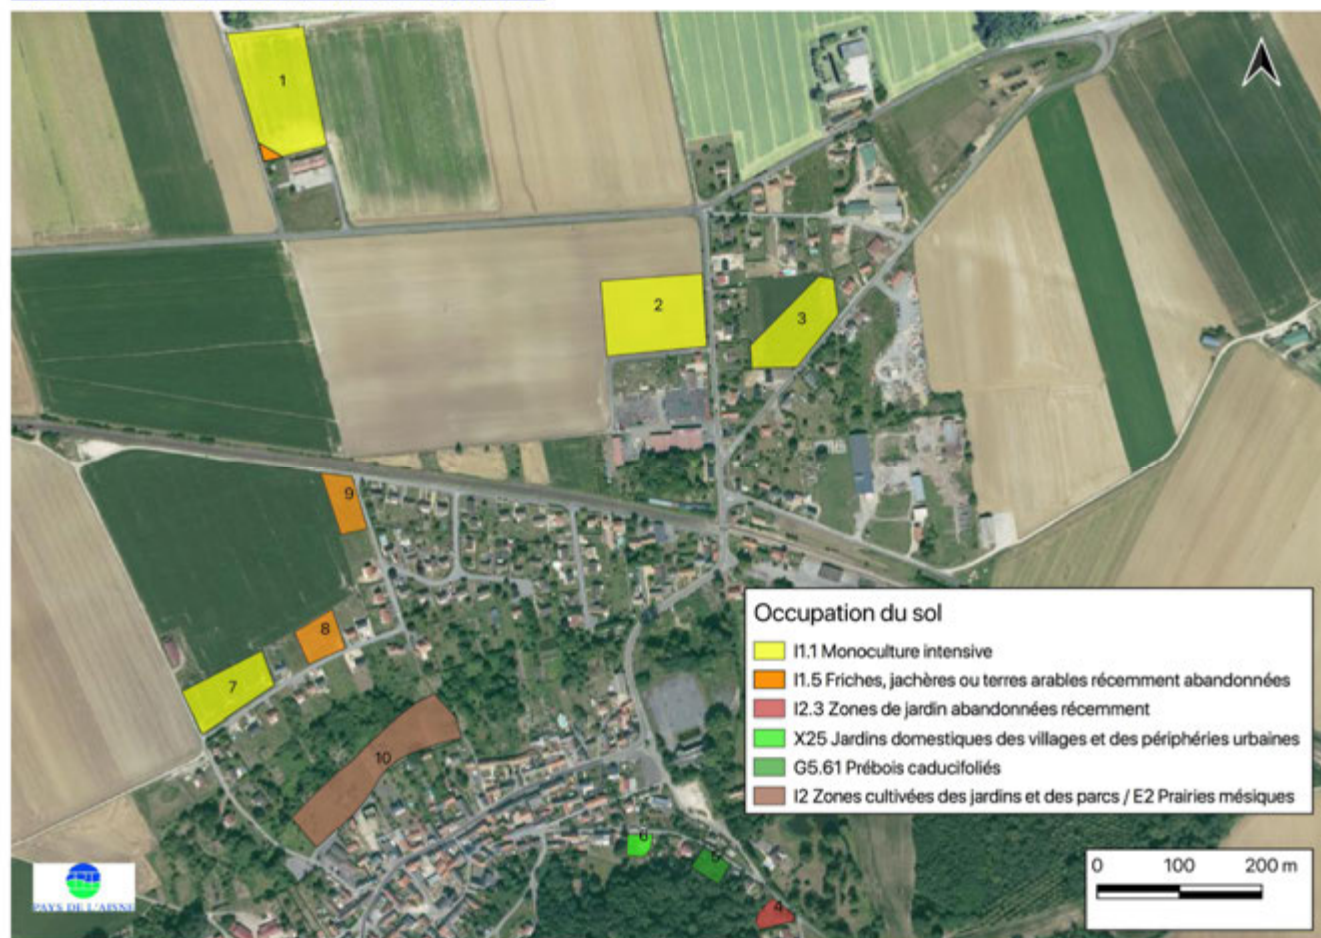 1
2
3
9
8
7
10
6
5
4
Occupation du sol
I1.1 Monoculture intensive
I1.5 Friches, jachères ou terres arables récemment abandonnées
I2.3 Zones de jardin abandonnées récemment
X25 Jardins domestiques des villages et des périphéries urbaines
G5.61 Prébois caducifoliés
I2 Zones cultivées des jardins et des parcs / E2 Prairies mésiques
0 100 200 m
PAYS DE L'AISNE